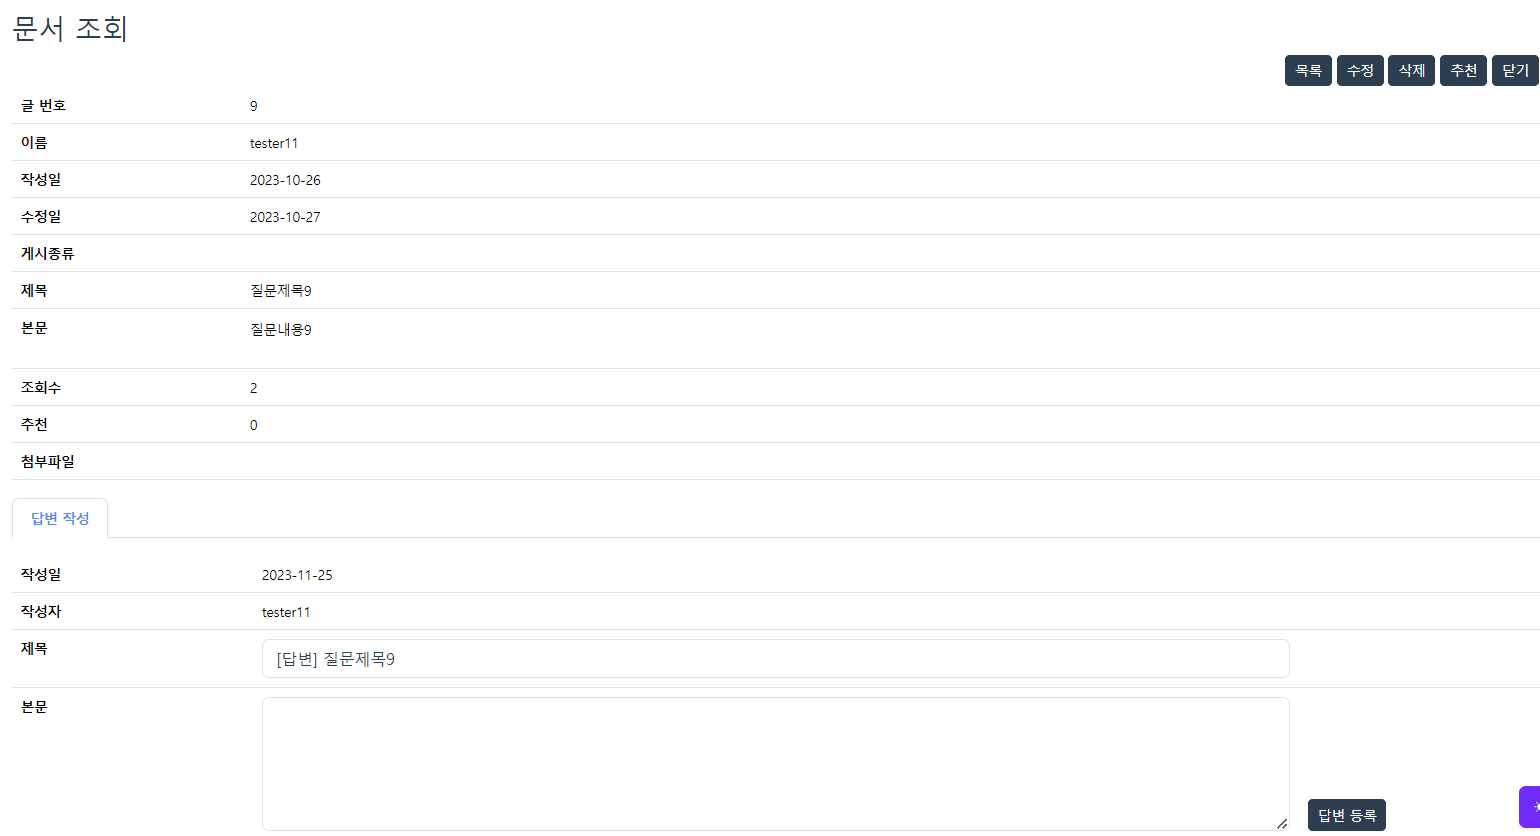 문서 조회
목록 수정 삭제 추천 닫기
글 번호 9
이름 tester11
작성일 2023-10-26
수정일 2023-10-27
게시종류
제목 질문제목9
본문 질문내용9
조회수 2
추천 0
첨부파일
답변 작성
작성일 2023-11-25
작성자 tester11
제목 [답변] 질문제목9
본문
답변 등록